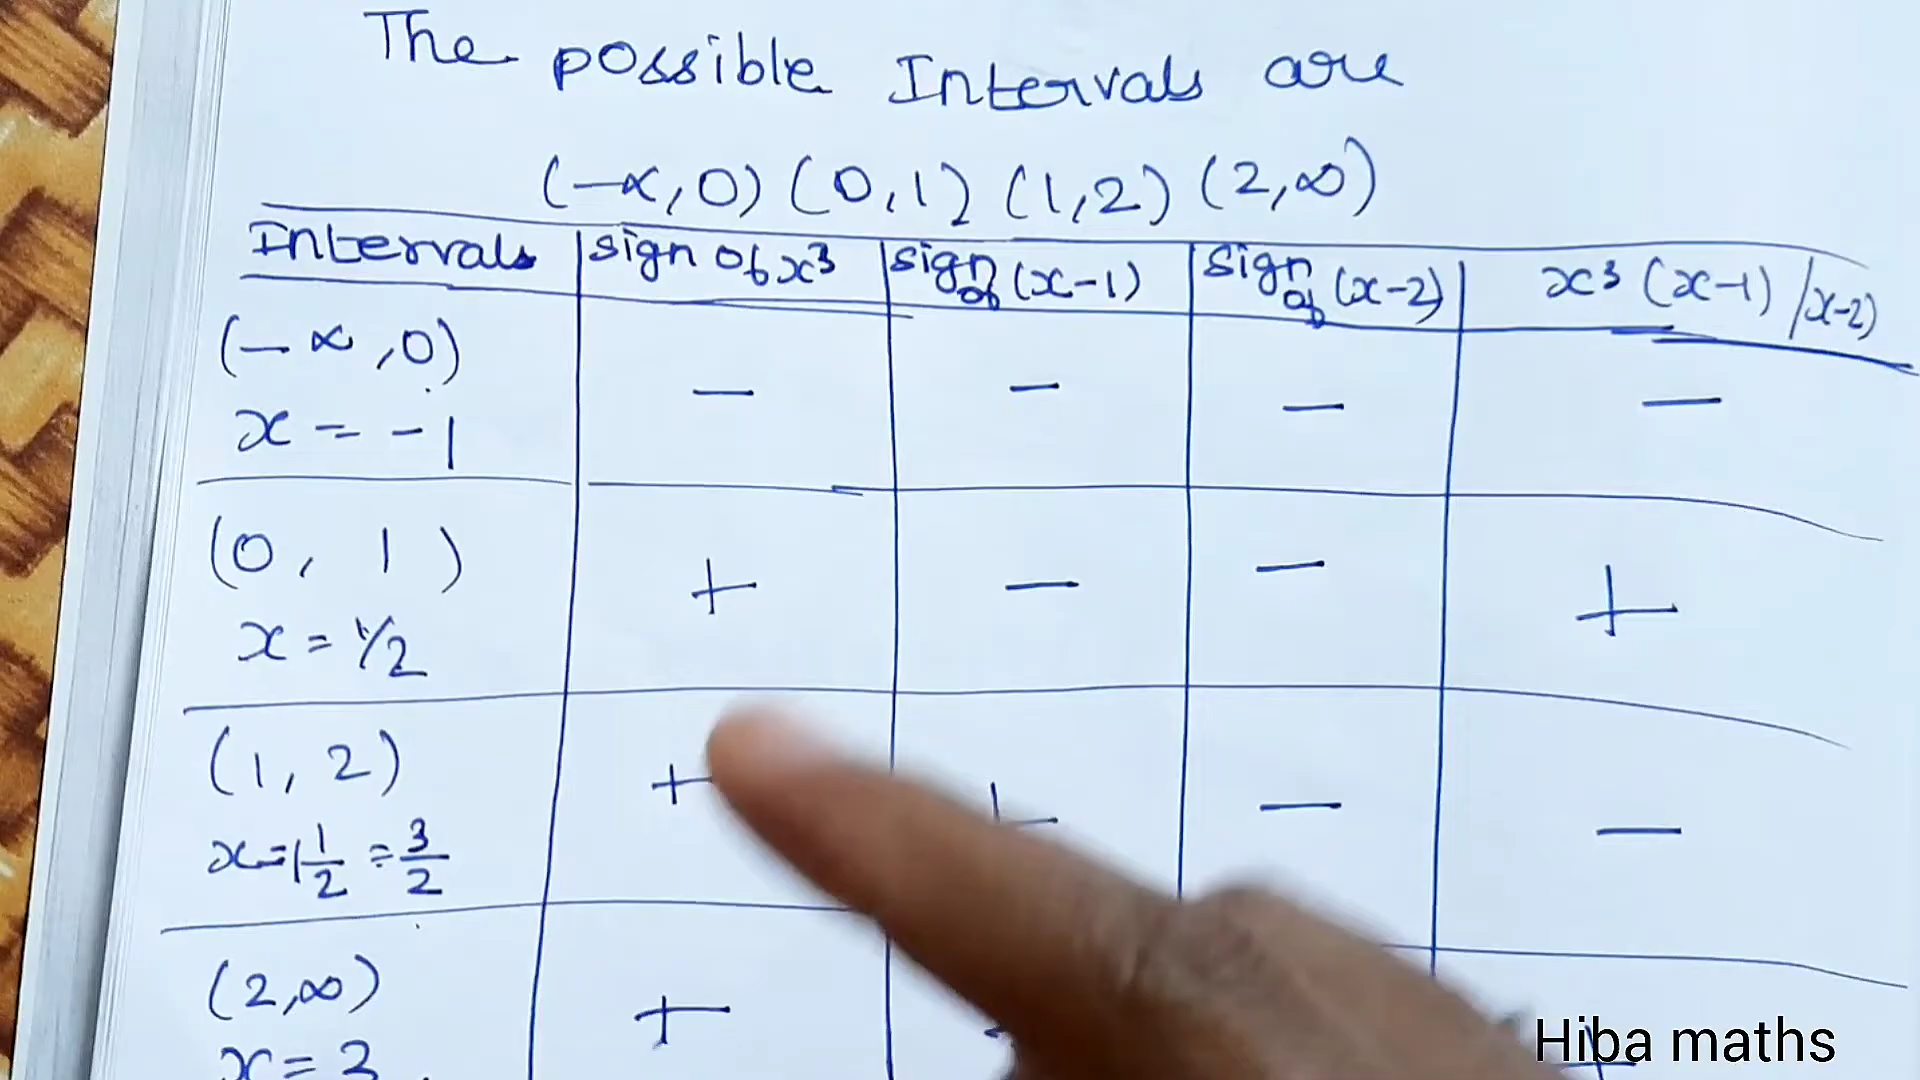 The possible Intervals are
(-∝,0) (0,1) (1,2) (2,∞)
Intervals | sign of x³ | sign of (x-1) | sign of (x-2) | x³ (x-1) (x-2)
(-∝,0)
x = -1 | - | - | - | -
(0, 1)
x = 1/2 | + | - | - | +
(1, 2)
x = 1 1/2 = 3/2 | + | + | - | -
(2,∞)
x = 3 | +
Hiba maths